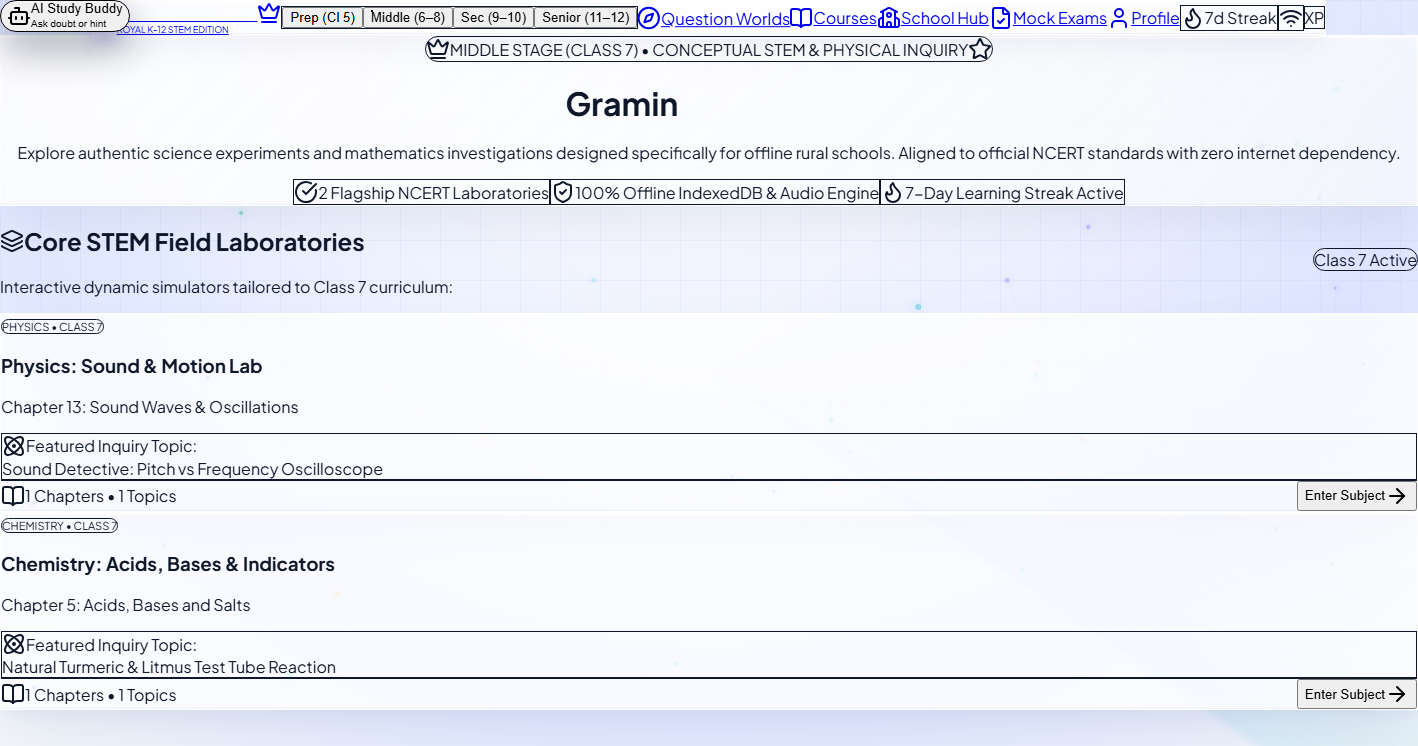 AI Study Buddy
Ask doubt or hint
ROYAL K–12 STEM EDITION
Prep (Cl 5) Middle (6–8) Sec (9–10) Senior (11–12) Question Worlds Courses School Hub Mock Exams Profile 7d Streak XP
MIDDLE STAGE (CLASS 7) • CONCEPTUAL STEM & PHYSICAL INQUIRY
Gramin
Explore authentic science experiments and mathematics investigations designed specifically for offline rural schools. Aligned to official NCERT standards with zero internet dependency.
2 Flagship NCERT Laboratories 100% Offline IndexedDB & Audio Engine 7-Day Learning Streak Active
Core STEM Field Laboratories
Class 7 Active
Interactive dynamic simulators tailored to Class 7 curriculum:
PHYSICS • CLASS 7
Physics: Sound & Motion Lab
Chapter 13: Sound Waves & Oscillations
Featured Inquiry Topic:
Sound Detective: Pitch vs Frequency Oscilloscope
1 Chapters • 1 Topics Enter Subject
CHEMISTRY • CLASS 7
Chemistry: Acids, Bases & Indicators
Chapter 5: Acids, Bases and Salts
Featured Inquiry Topic:
Natural Turmeric & Litmus Test Tube Reaction
1 Chapters • 1 Topics Enter Subject